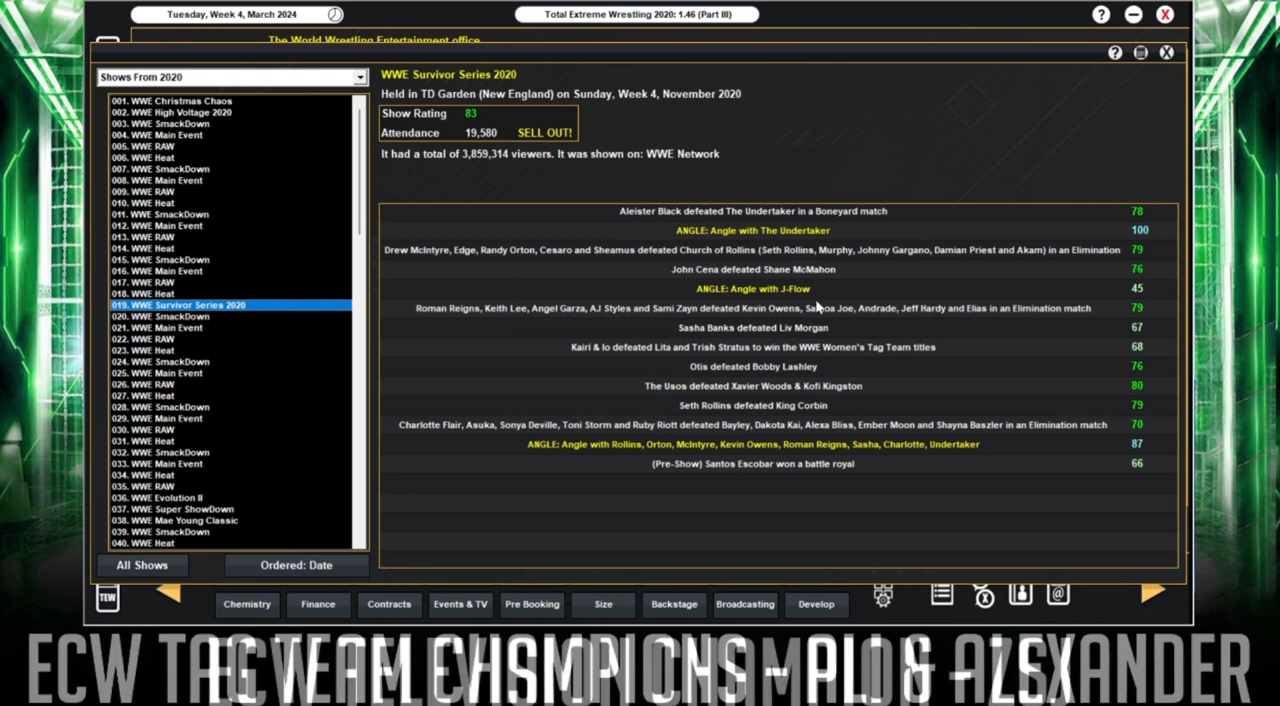 Tuesday, Week 4, March 2024
Total Extreme Wrestling 2020: 1.46 (Part III)
The World Wrestling Entertainment office
Shows From 2020
001. WWE Christmas Chaos
002. WWE High Voltage 2020
003. WWE SmackDown
004. WWE Main Event
005. WWE RAW
006. WWE Heat
007. WWE SmackDown
008. WWE Main Event
009. WWE RAW
010. WWE Heat
011. WWE SmackDown
012. WWE Main Event
013. WWE RAW
014. WWE Heat
015. WWE SmackDown
016. WWE Main Event
017. WWE RAW
018. WWE Heat
019. WWE Survivor Series 2020
020. WWE SmackDown
021. WWE Main Event
022. WWE RAW
023. WWE Heat
024. WWE SmackDown
025. WWE Main Event
026. WWE RAW
027. WWE Heat
028. WWE SmackDown
029. WWE Main Event
030. WWE RAW
031. WWE Heat
032. WWE SmackDown
033. WWE Main Event
034. WWE Heat
035. WWE RAW
036. WWE Evolution II
037. WWE Super ShowDown
038. WWE Mae Young Classic
039. WWE SmackDown
040. WWE Heat
All Shows
Ordered: Date
WWE Survivor Series 2020
Held in TD Garden (New England) on Sunday, Week 4, November 2020
Show Rating 83
Attendance 19,580 SELL OUT!
It had a total of 3,859,314 viewers. It was shown on: WWE Network
Aleister Black defeated The Undertaker in a Boneyard match 78
ANGLE: Angle with The Undertaker 100
Drew McIntyre, Edge, Randy Orton, Cesaro and Sheamus defeated Church of Rollins (Seth Rollins, Murphy, Johnny Gargano, Damian Priest and Akam) in an Elimination 79
John Cena defeated Shane McMahon 76
ANGLE: Angle with J-Flow 45
Roman Reigns, Keith Lee, Angel Garza, AJ Styles and Sami Zayn defeated Kevin Owens, Samoa Joe, Andrade, Jeff Hardy and Elias in an Elimination match 79
Sasha Banks defeated Liv Morgan 67
Kairi & Io defeated Lita and Trish Stratus to win the WWE Women's Tag Team titles 68
Otis defeated Bobby Lashley 76
The Usos defeated Xavier Woods & Kofi Kingston 80
Seth Rollins defeated King Corbin 79
Charlotte Flair, Asuka, Sonya Deville, Toni Storm and Ruby Riott defeated Bayley, Dakota Kai, Alexa Bliss, Ember Moon and Shayna Baszler in an Elimination match 70
ANGLE: Angle with Rollins, Orton, McIntyre, Kevin Owens, Roman Reigns, Sasha, Charlotte, Undertaker 87
(Pre-Show) Santos Escobar won a battle royal 66
TEW
Chemistry
Finance
Contracts
Events & TV
Pre Booking
Size
Backstage
Broadcasting
Develop